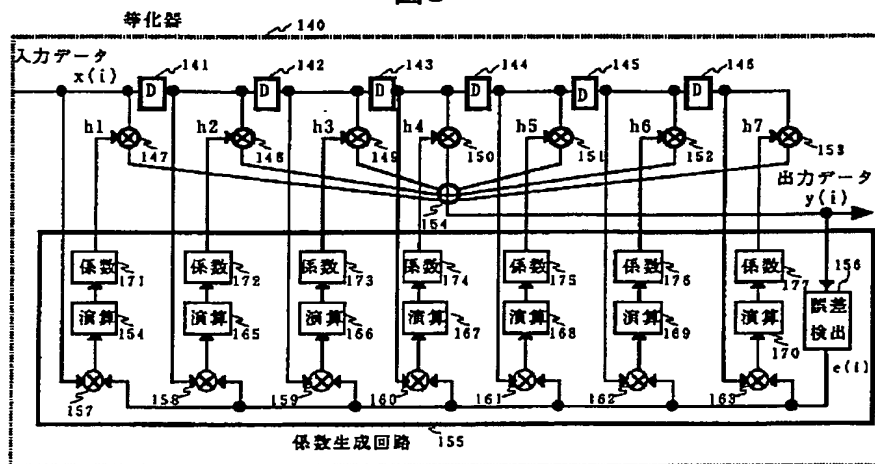 等化器
140
入力データ
x(i)
141
142
143
144
145
146
D
D
D
D
D
D
h1
h2
h3
h4
h5
h6
h7
147
148
149
150
151
152
153
154
出力データ
y(i)
係数
係数
係数
係数
係数
係数
係数
171
172
173
174
175
176
177
156
演算
演算
演算
演算
演算
演算
演算
154
165
166
167
168
169
170
誤差
検出
e(i)
157
158
159
160
161
162
163
係数生成回路
155